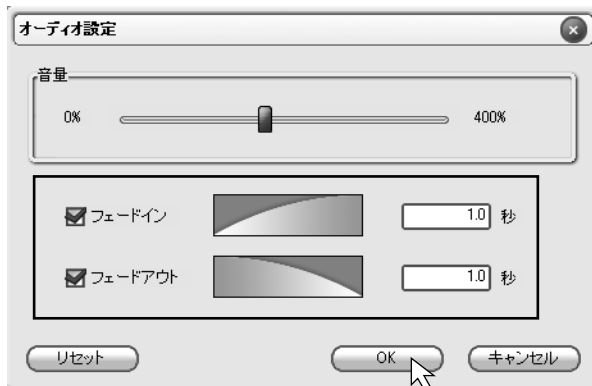 オーディオ設定
音量
0% 400%
フェードイン 1.0 秒
フェードアウト 1.0 秒
リセット OK キャンセル